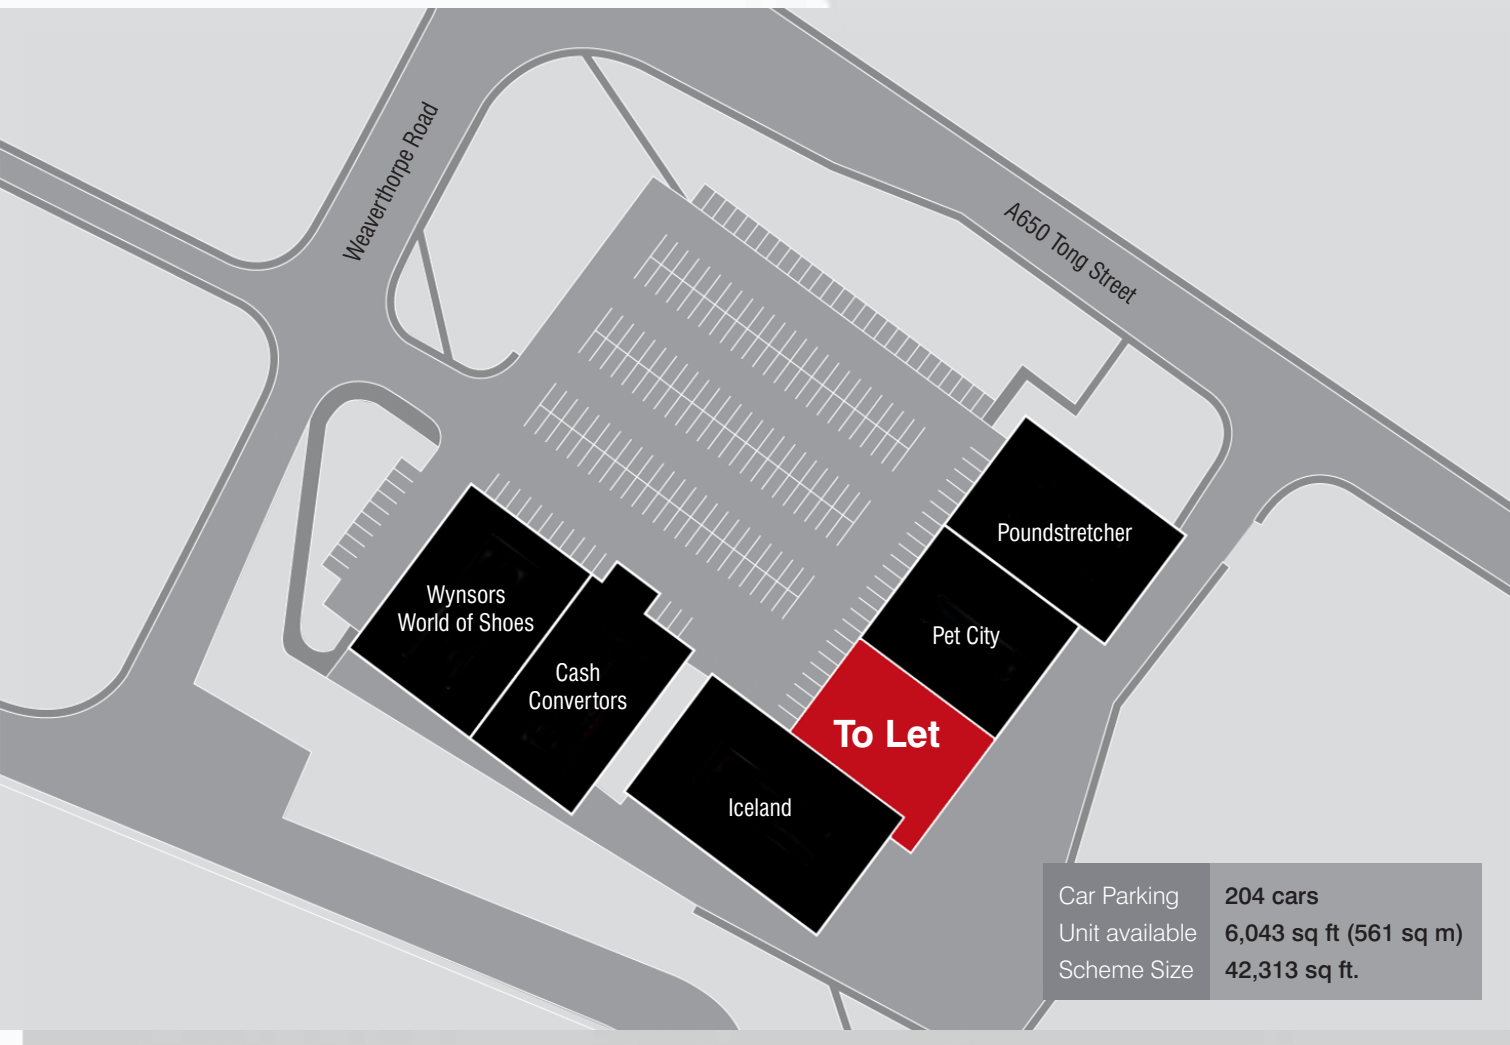 Weaverthorpe Road
A650 Tong Street
Poundstretcher
Wynsors
World of Shoes
Pet City
Cash
Convertors
To Let
Iceland
Car Parking 204 cars
Unit available 6,043 sq ft (561 sq m)
Scheme Size 42,313 sq ft.